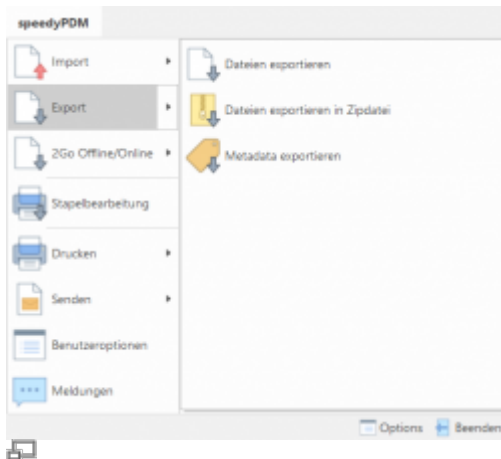 speedyPDM
Import
Export
2Go Offline/Online
Stapelbearbeitung
Drucken
Senden
Benutzeroptionen
Meldungen
Dateien exportieren
Dateien exportieren in Zipdatei
Metadata exportieren
Options
Beenden